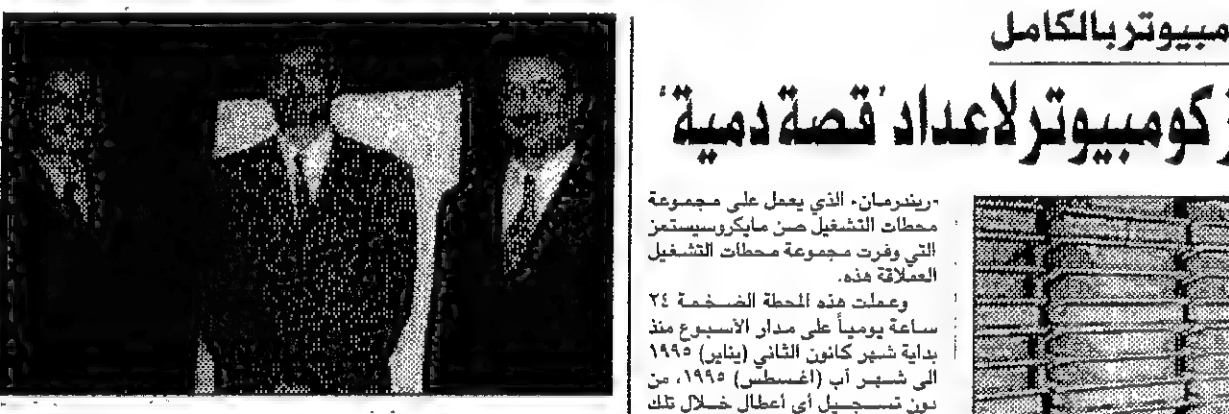 مبيوتر بالكامل
كومبيوتر لاعداد "قصة دمية"
«ريندرمان» الذي يعمل على مجموعة
محطات التشغيل صن مايكروسيستمز
التي وفرت مجموعة محطات التشغيل
العملاقة هذه.
وعملت هذه المحطة الضخمة ٢٤
ساعة يومياً على مدار الأسبوع منذ
بداية شهر كانون الثاني (يناير) ١٩٩٥
الى شهر آب (اغسطس) ١٩٩٥، من
دون تسجيل أي أعطال خلال تلك